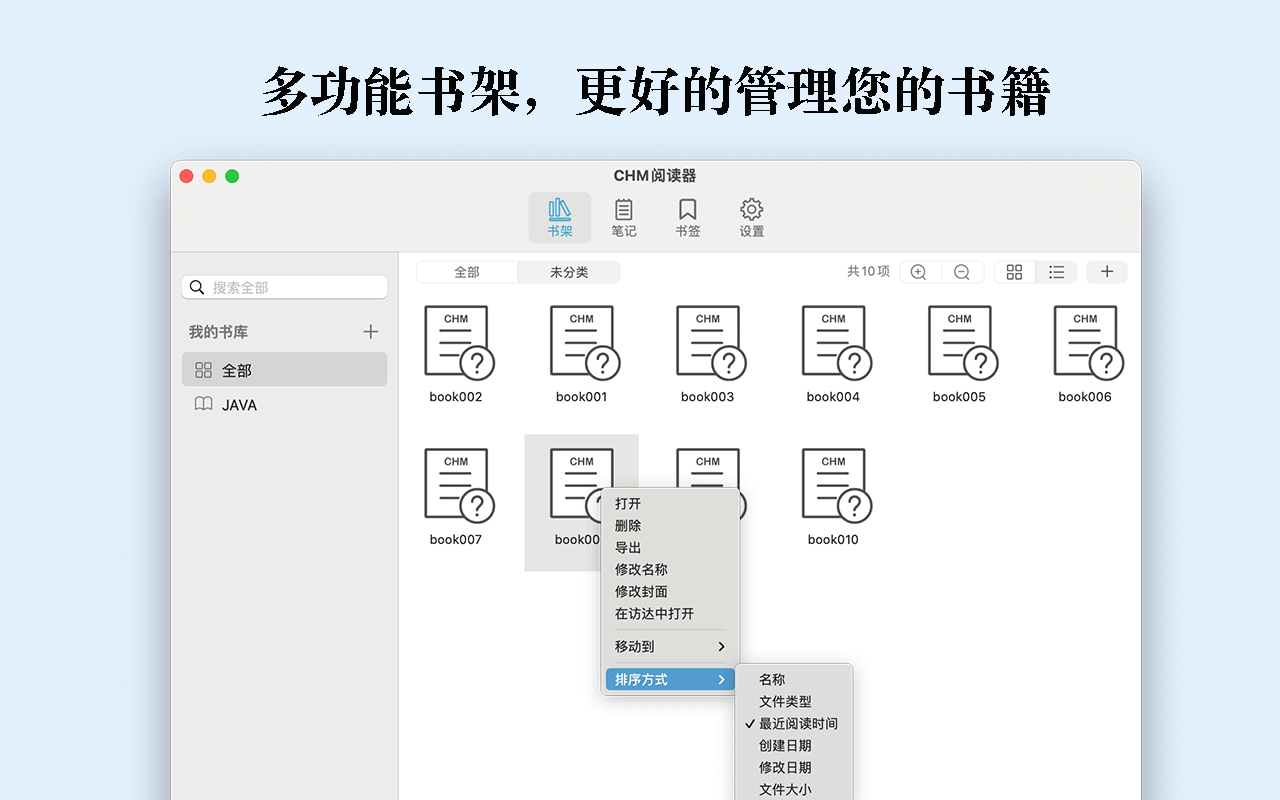 多功能书架，更好的管理您的书籍
CHM 阅读器
书架 笔记 书签 设置
搜索全部
我的书库
全部
JAVA
全部 未分类 共10项
CHM CHM CHM CHM CHM CHM
book002 book001 book003 book004 book005 book006
CHM CHM CHM CHM
book007 book00 book010
打开
删除
导出
修改名称
修改封面
在访达中打开
移动到
排序方式
名称
文件类型
最近阅读时间
创建日期
修改日期
文件大小